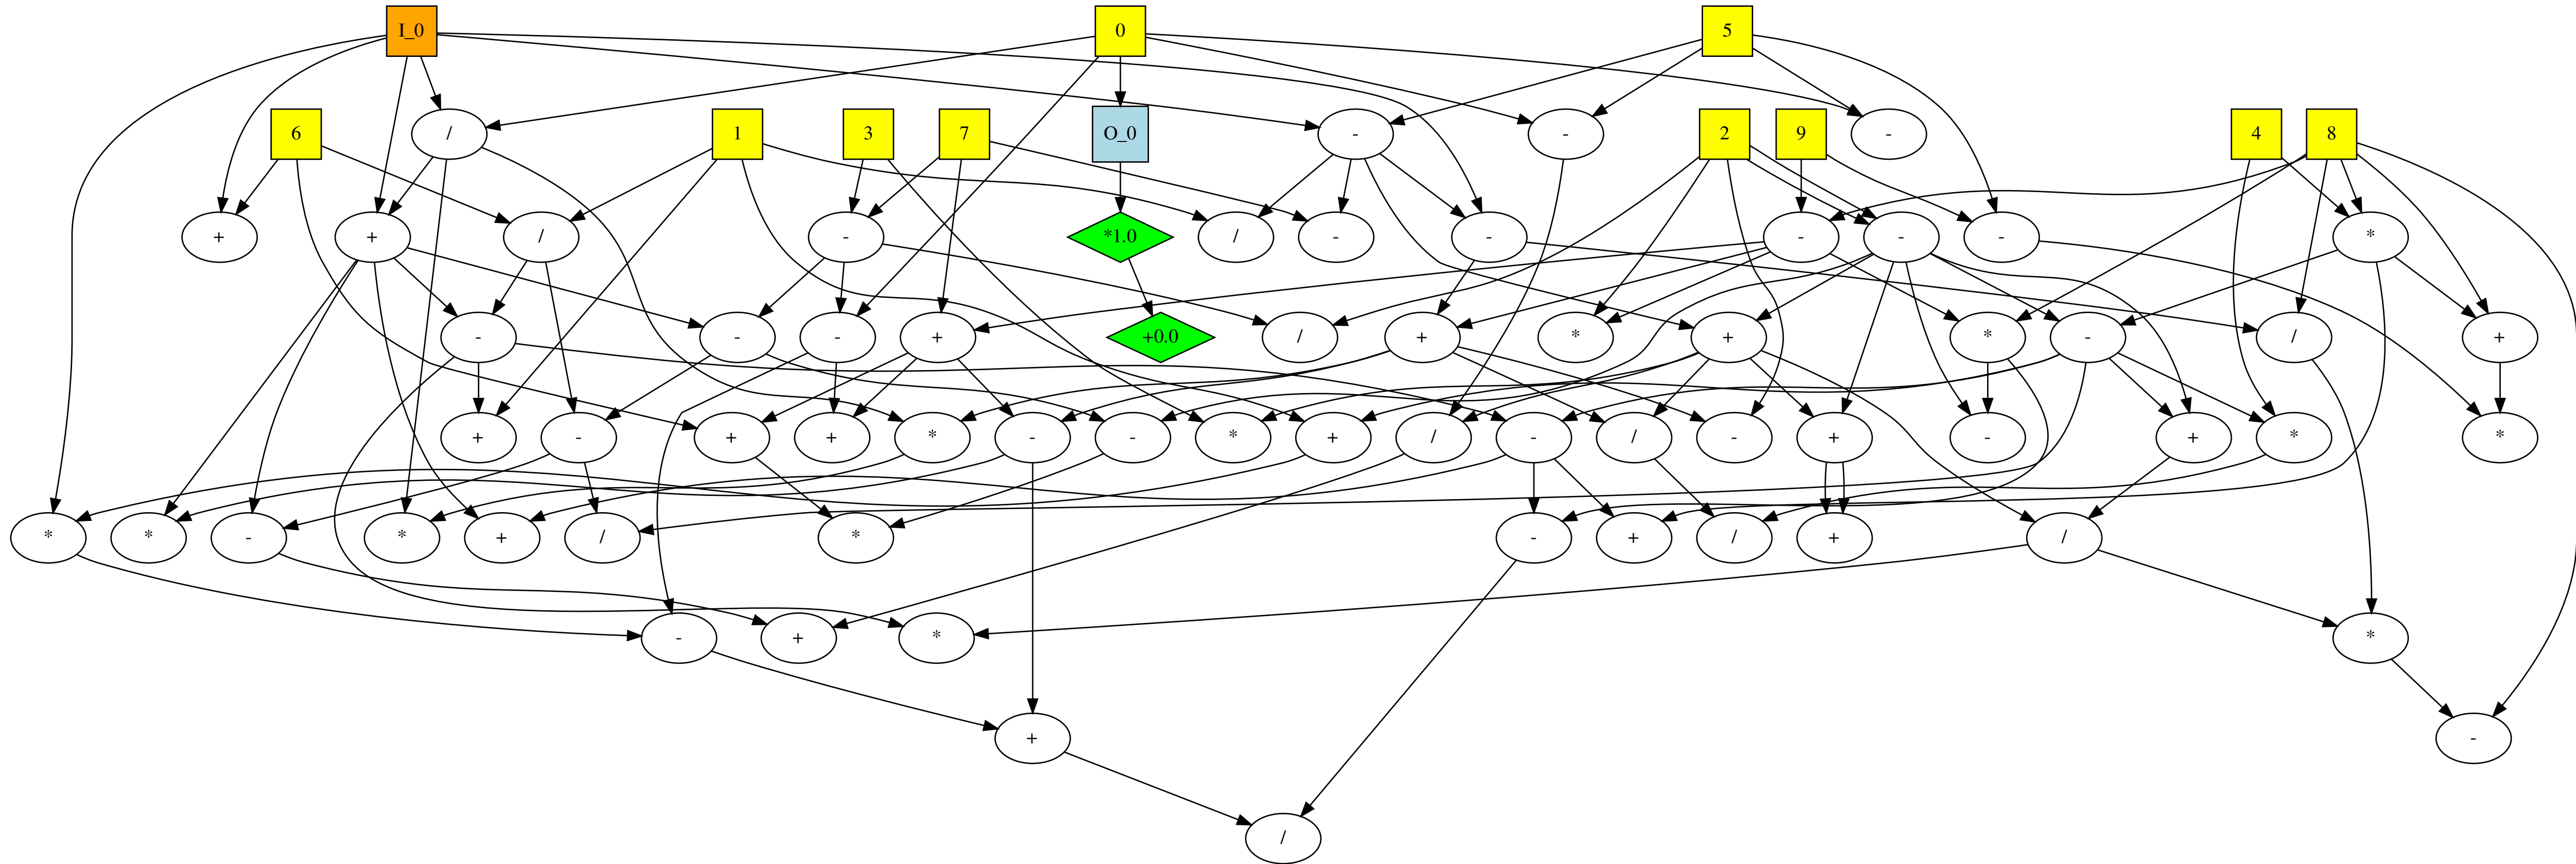 I_0 0 5
6 / 1 3 7 O_0 - - 2 9 - 4 8
+ + / - *1.0 / - - - - - *
- - - + +0.0 / + * + * - / +
+ - + + * - - * + / - / - + - + * *
* * - * + / * - + / + /
- + * *
+ -
/